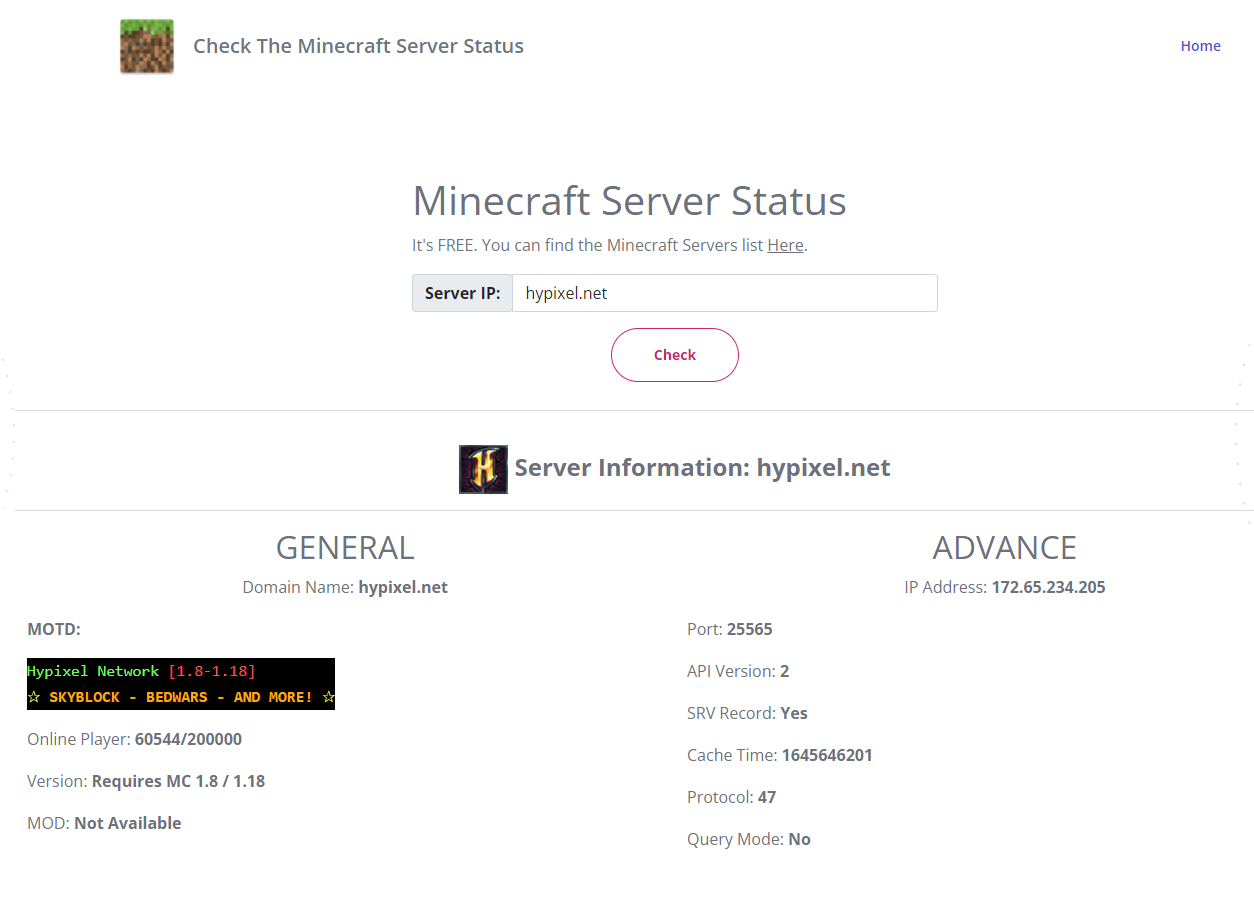 Check The Minecraft Server Status
Home
Minecraft Server Status
It's FREE. You can find the Minecraft Servers list Here.
Server IP: hypixel.net
Check
H
Server Information: hypixel.net
GENERAL
Domain Name: hypixel.net
MOTD:
Hypixel Network [1.8-1.18]
☆ SKYBLOCK - BEDWARS - AND MORE! ☆
Online Player: 60544/200000
Version: Requires MC 1.8 / 1.18
MOD: Not Available
ADVANCE
IP Address: 172.65.234.205
Port: 25565
API Version: 2
SRV Record: Yes
Cache Time: 1645646201
Protocol: 47
Query Mode: No